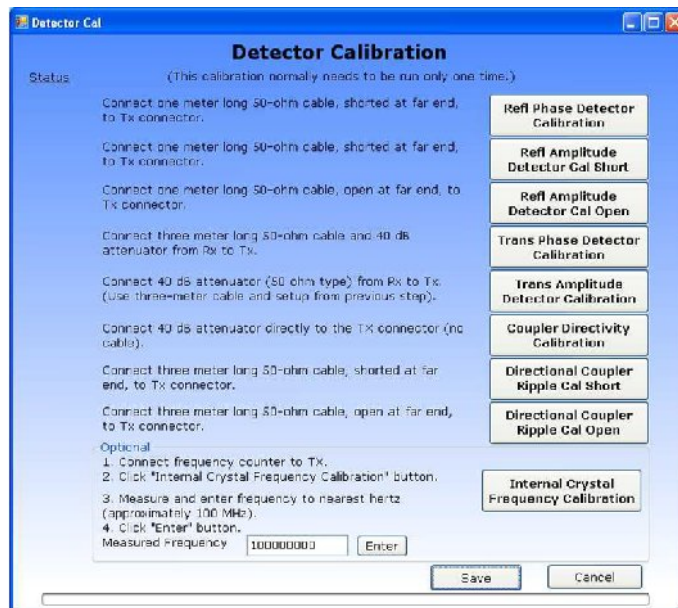 Detector Cal
Detector Calibration
Status
(This calibration normally needs to be run only one time.)
Connect one meter long 50-ohm cable, shorted at far end,
to Tx connector.
Refl Phase Detector
Calibration
Connect one meter long 50-ohm cable, shorted at far end,
to Tx connector.
Refl Amplitude
Detector Cal Short
Connect one meter long 50-ohm cable, open at far end, to
Tx connector.
Refl Amplitude
Detector Cal Open
Connect three meter long 50-ohm cable and 40 dB
attenuator from Rx to Tx.
Trans Phase Detector
Calibration
Connect 40 dB attenuator (50 ohm type) from Rx to Tx.
(Use three-meter cable and setup from previous step).
Trans Amplitude
Detector Calibration
Connect 40 dB attenuator directly to the TX connector (no
cable).
Coupler Directivity
Calibration
Connect three meter long 50-ohm cable, shorted at far
end, to Tx connector.
Directional Coupler
Ripple Cal Short
Connect three meter long 50-ohm cable, open at far end,
to Tx connector.
Directional Coupler
Ripple Cal Open
Optional
1. Connect frequency counter to TX.
2. Click "Internal Crystal Frequency Calibration" button.
3. Measure and enter frequency to nearest hertz
(approximately 100 MHz).
4. Click "Enter" button.
Internal Crystal
Frequency Calibration
Measured Frequency 100000000 Enter
Save Cancel